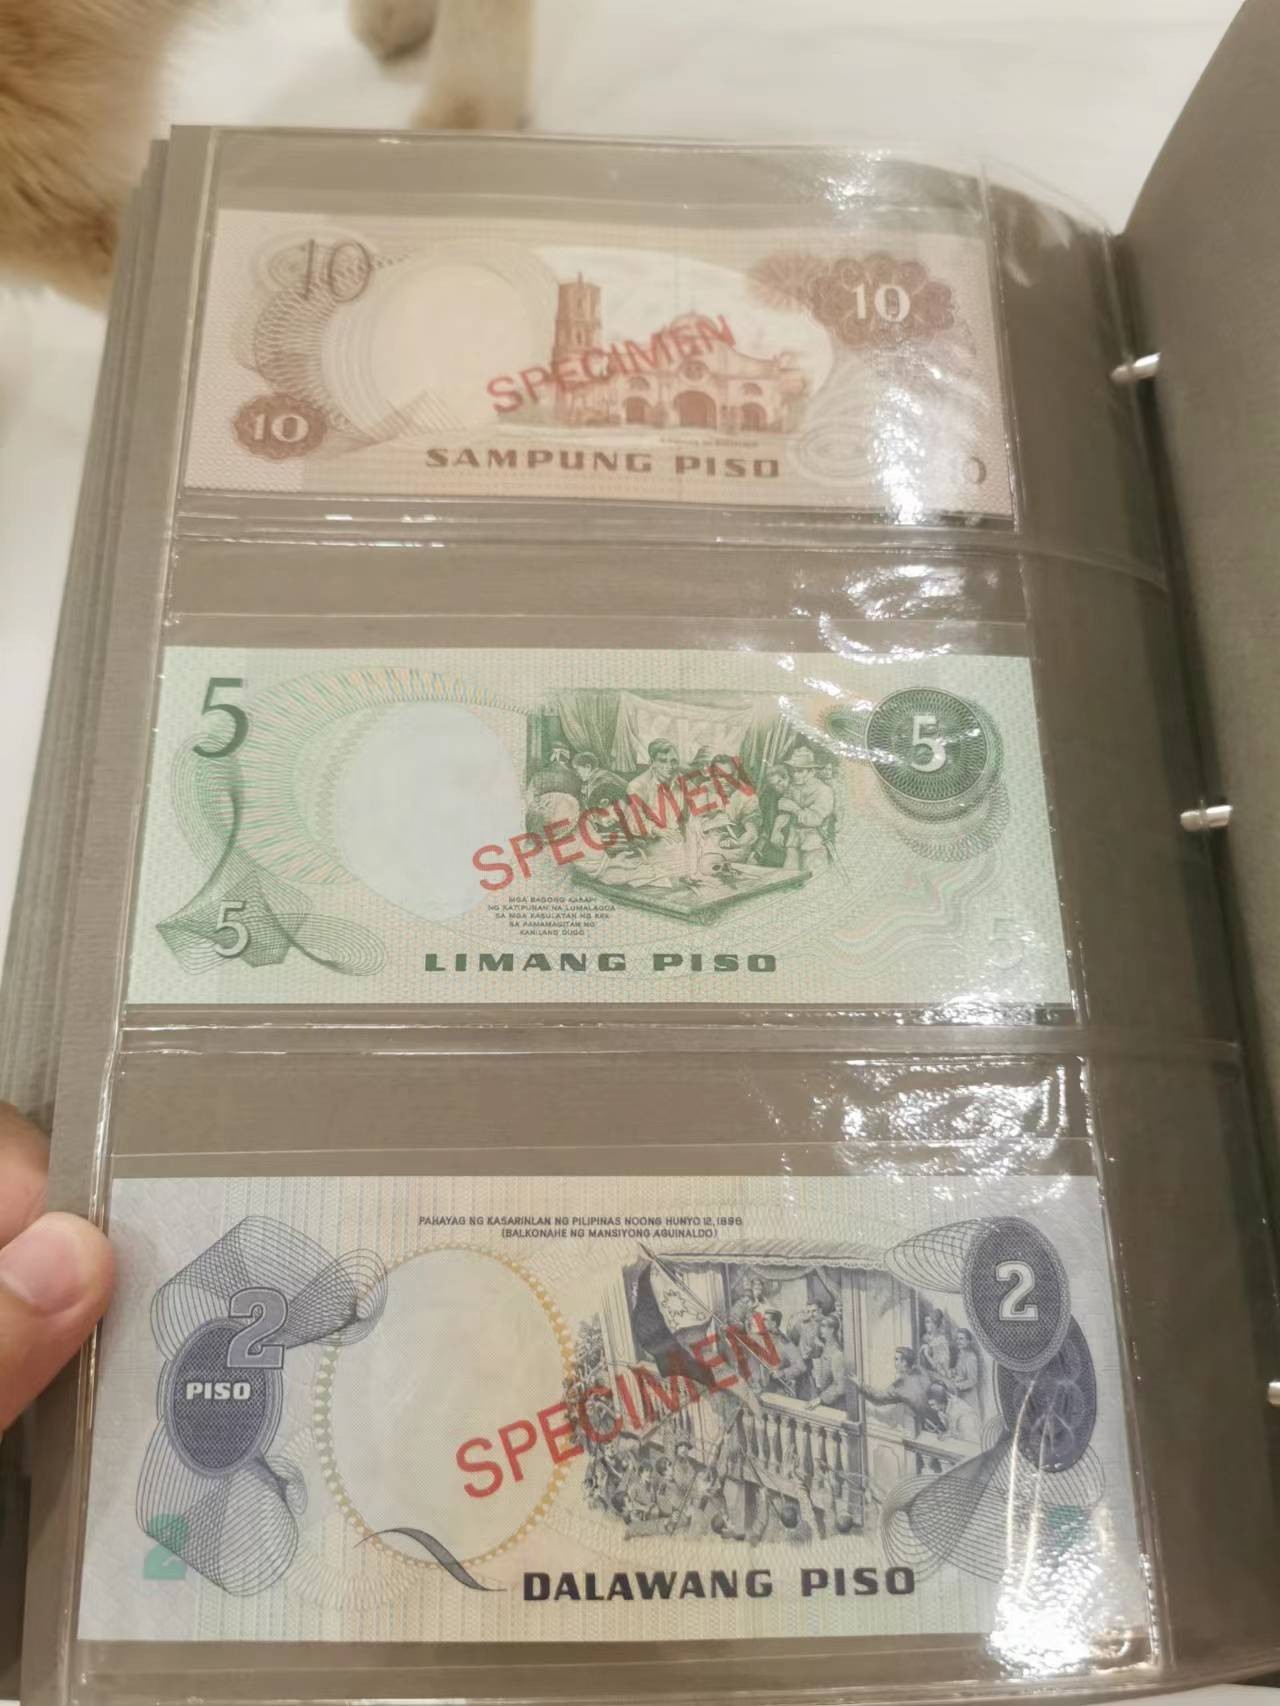 10
10
10
SPECIMEN
SAMPUNG PISO
5
5
SPECIMEN
MGA BAGONG KASAPI
NG KATIPUNAN NA LUMALAGDA
SA MGA KASULATAN NG KKK
SA PAMAMAGITAN NG
KANILANG DUGO
5
LIMANG PISO
5
PAHAYAG NG KASARINLAN NG PILIPINAS NOONG HUNYO 12, 1898
(BALKONAHE NG MANSIYONG AGUINALDO)
2
2
PISO
SPECIMEN
2
DALAWANG PISO